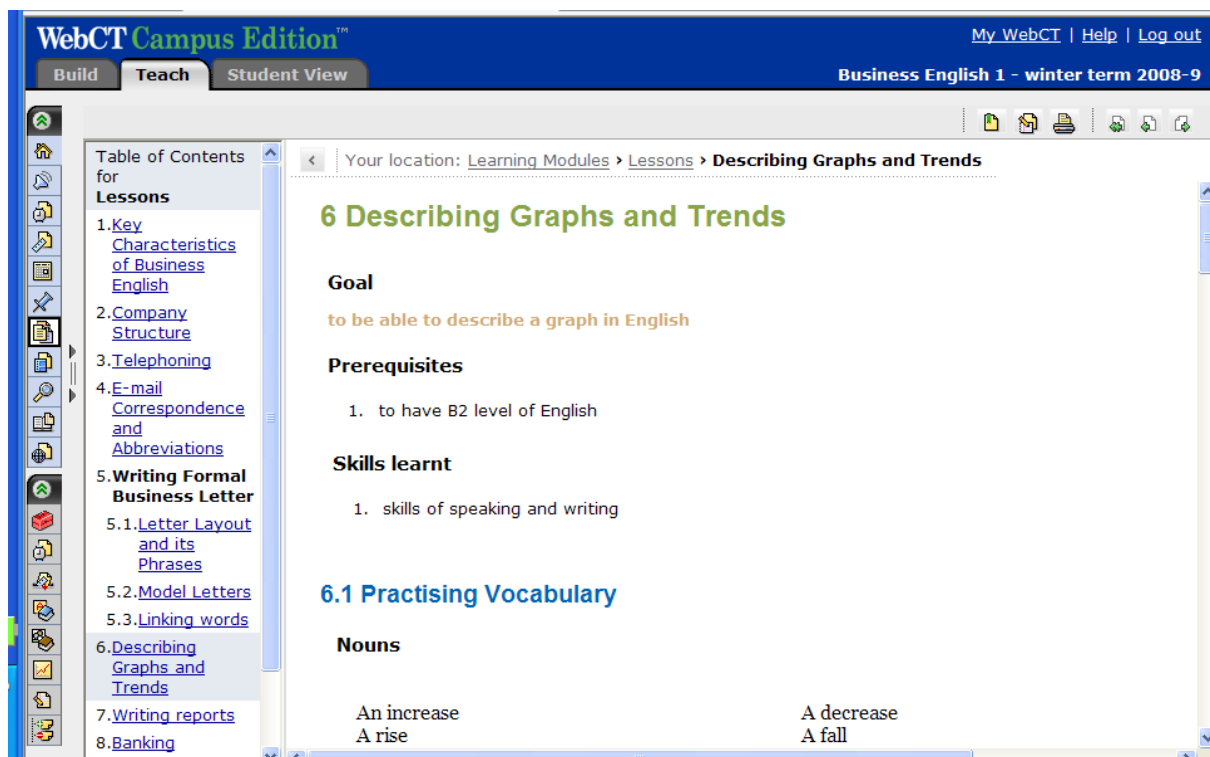 WebCT Campus Edition™
My WebCT | Help | Log out
Build Teach Student View
Business English 1 - winter term 2008-9
Table of Contents
for
Lessons
1.Key
Characteristics
of Business
English
2.Company
Structure
3.Telephoning
4.E-mail
Correspondence
and
Abbreviations
5.Writing Formal
Business Letter
5.1.Letter Layout
and its
Phrases
5.2.Model Letters
5.3.Linking words
6.Describing
Graphs and
Trends
7.Writing reports
8.Banking
Your location: Learning Modules › Lessons › Describing Graphs and Trends
6 Describing Graphs and Trends
Goal
to be able to describe a graph in English
Prerequisites
1. to have B2 level of English
Skills learnt
1. skills of speaking and writing
6.1 Practising Vocabulary
Nouns
An increase A decrease
A rise A fall